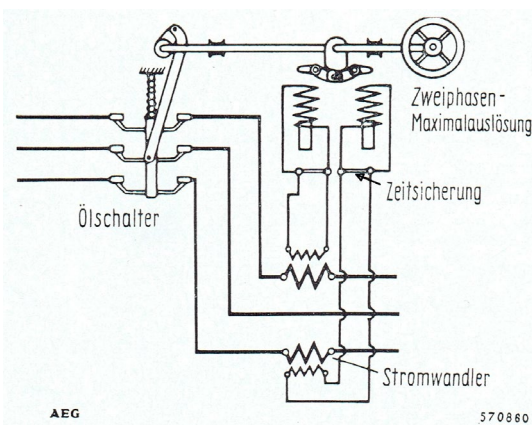 Zweiphasen-
Maximalauslösung
Zeitsicherung
Ölschalter
Stromwandler
AEG
570860